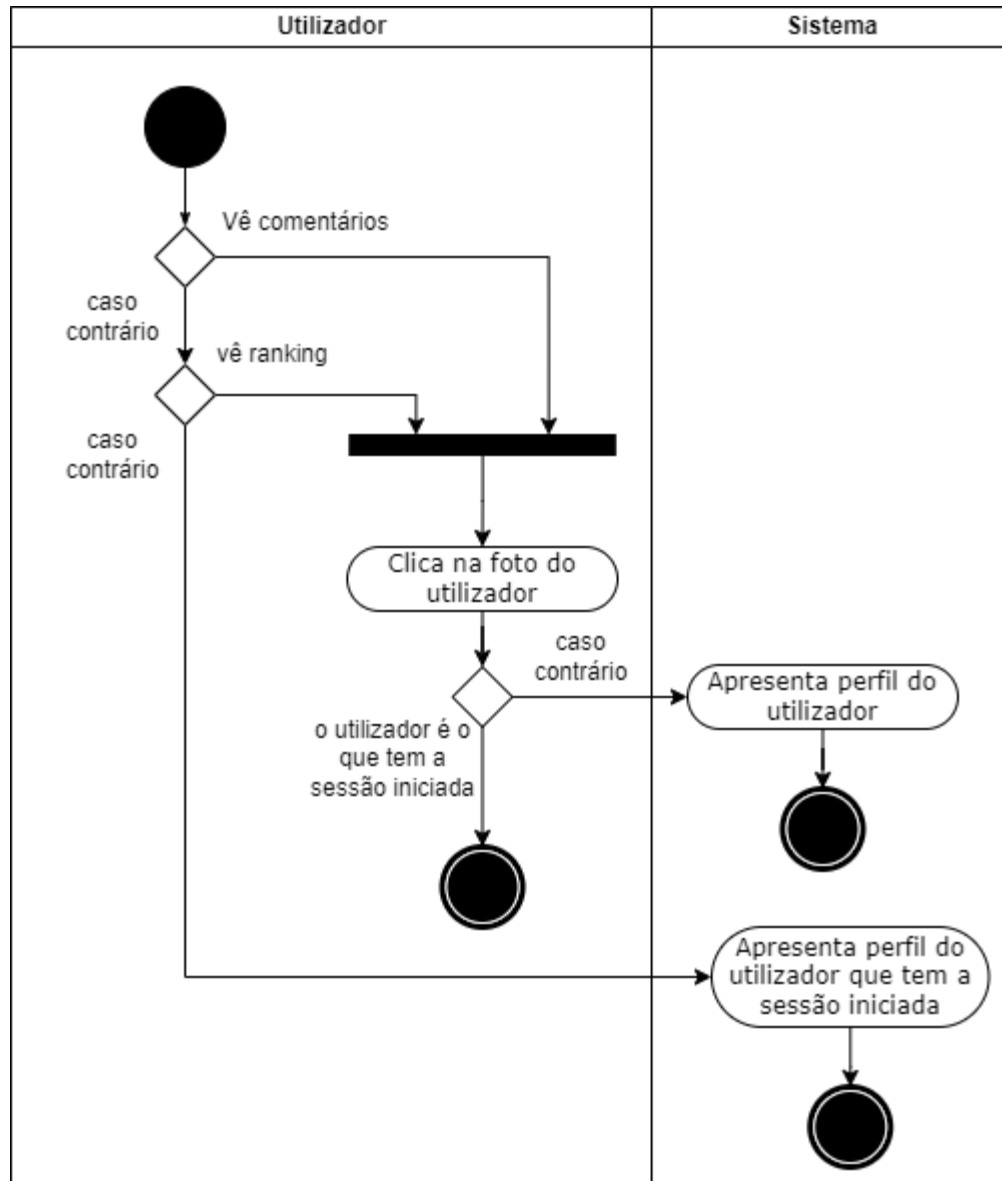 Utilizador
Sistema
Vê comentários
caso
contrário
vê ranking
caso
contrário
Clica na foto do
utilizador
caso
contrário
Apresenta perfil do
utilizador
o utilizador é o
que tem a
sessão iniciada
Apresenta perfil do
utilizador que tem a
sessão iniciada